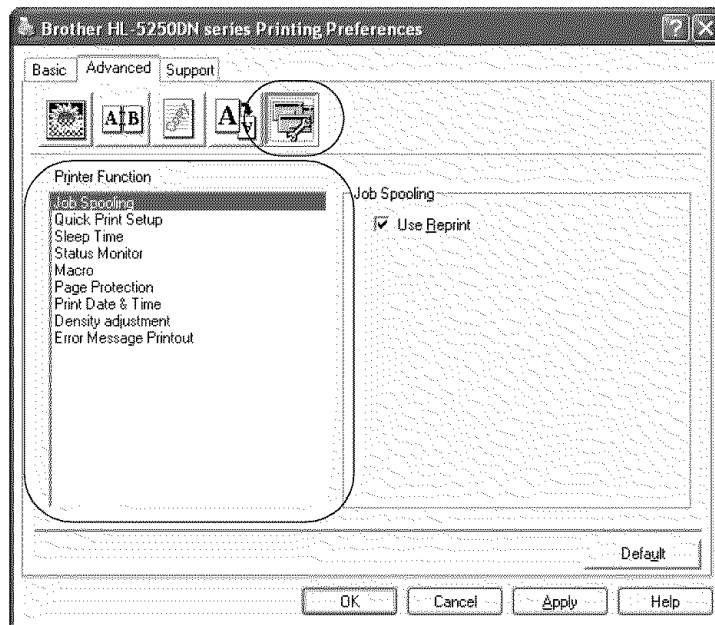 Brother HL-5250DN series Printing Preferences
Basic Advanced Support
A B A A
Printer Function
Job Spooling
Quick Print Setup
Sleep Time
Status Monitor
Macro
Page Protection
Print Date & Time
Density adjustment
Error Message Printout
Job Spooling
Use Reprint
Default
OK Cancel Apply Help